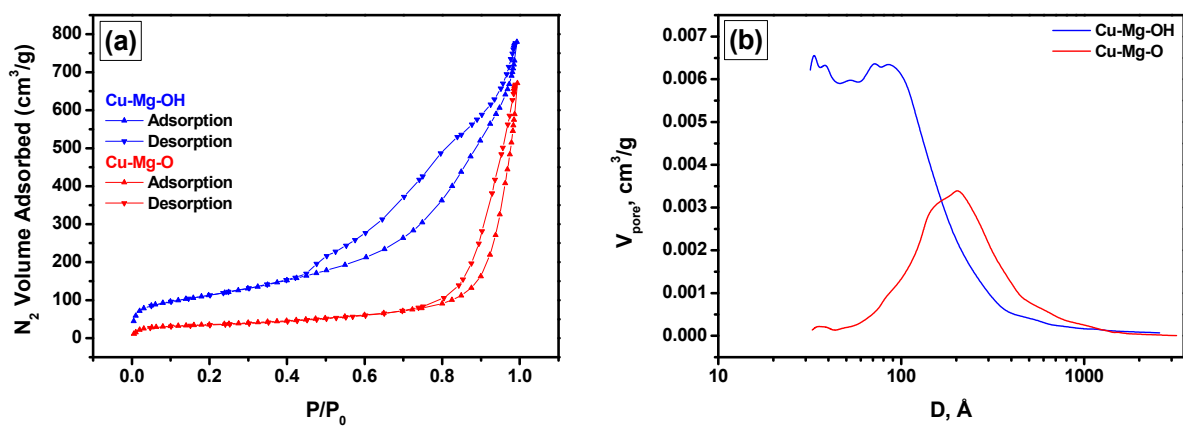 (a)
N2 Volume Adsorbed (cm3/g)
800
700
600
500
400
300
200
100
0
Cu-Mg-OH
Adsorption
Desorption
Cu-Mg-O
Adsorption
Desorption
0.0 0.2 0.4 0.6 0.8 1.0
P/P0
(b)
Cu-Mg-OH
Cu-Mg-O
Vpore, cm3/g
0.007
0.006
0.005
0.004
0.003
0.002
0.001
0.000
10 100 1000
D, Å